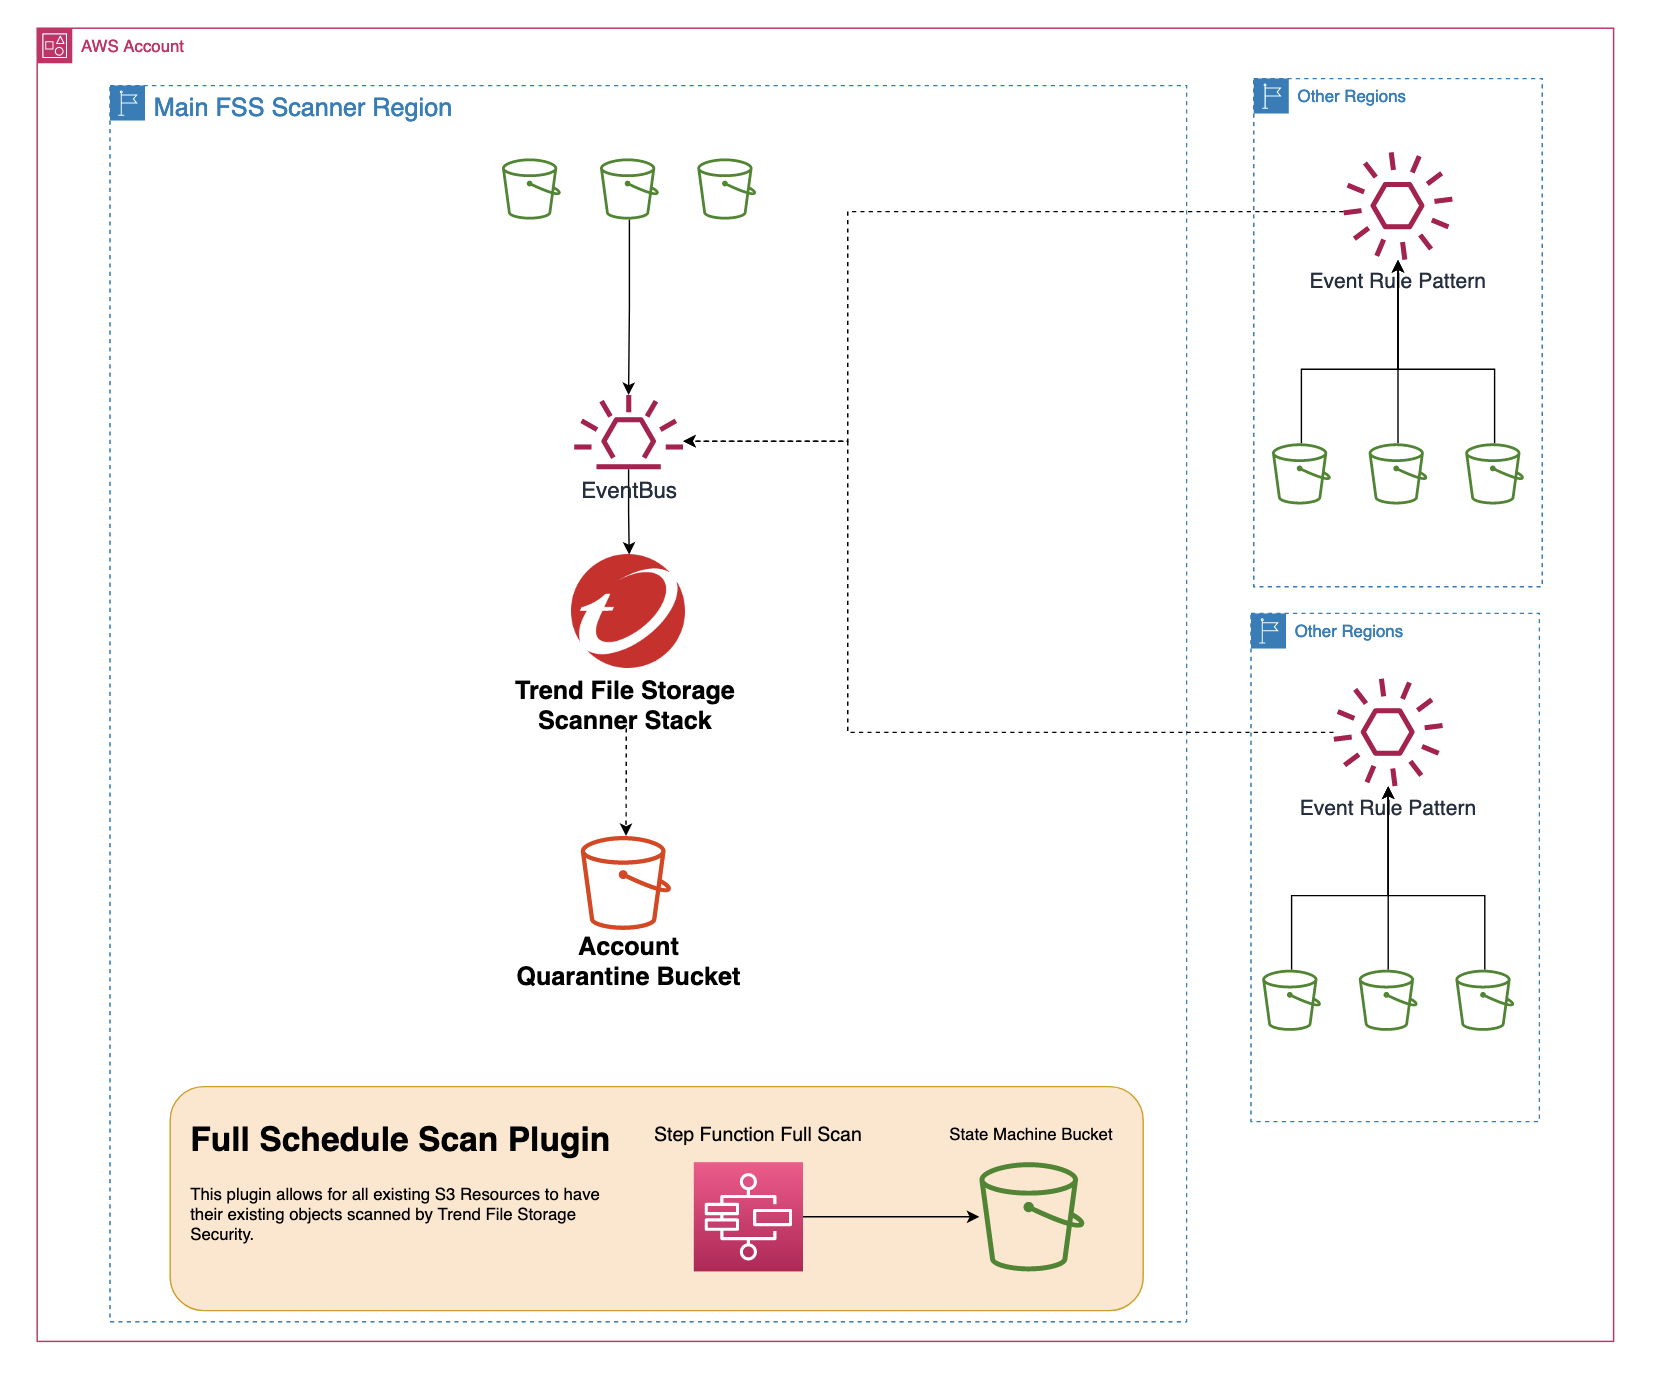 AWS Account
Main FSS Scanner Region
Other Regions
Event Rule Pattern
EventBus
Trend File Storage
Scanner Stack
Other Regions
Event Rule Pattern
Account
Quarantine Bucket
Full Schedule Scan Plugin
This plugin allows for all existing S3 Resources to have
their existing objects scanned by Trend File Storage
Security.
Step Function Full Scan
State Machine Bucket